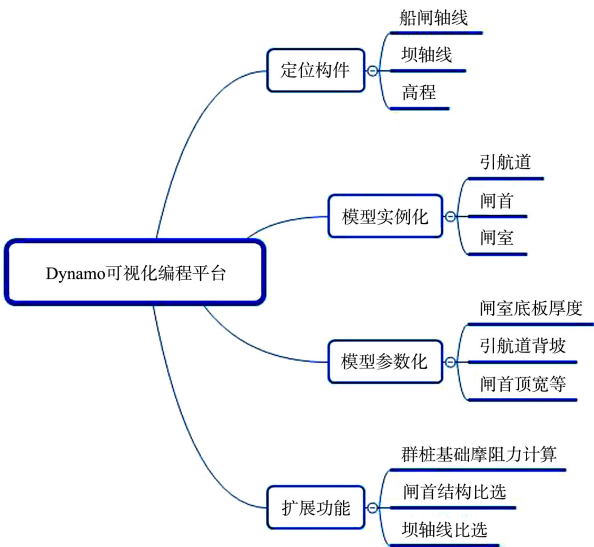 Dynamo可视化编程平台
定位构件
船闸轴线
坝轴线
高程
模型实例化
引航道
闸首
闸室
模型参数化
闸室底板厚度
引航道背坡
闸首顶宽等
扩展功能
群桩基础摩阻力计算
闸首结构比选
坝轴线比选